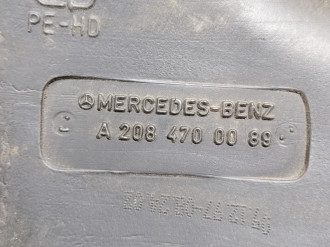 PE-HD
MERCEDES-BENZ
A 208 470 00 89